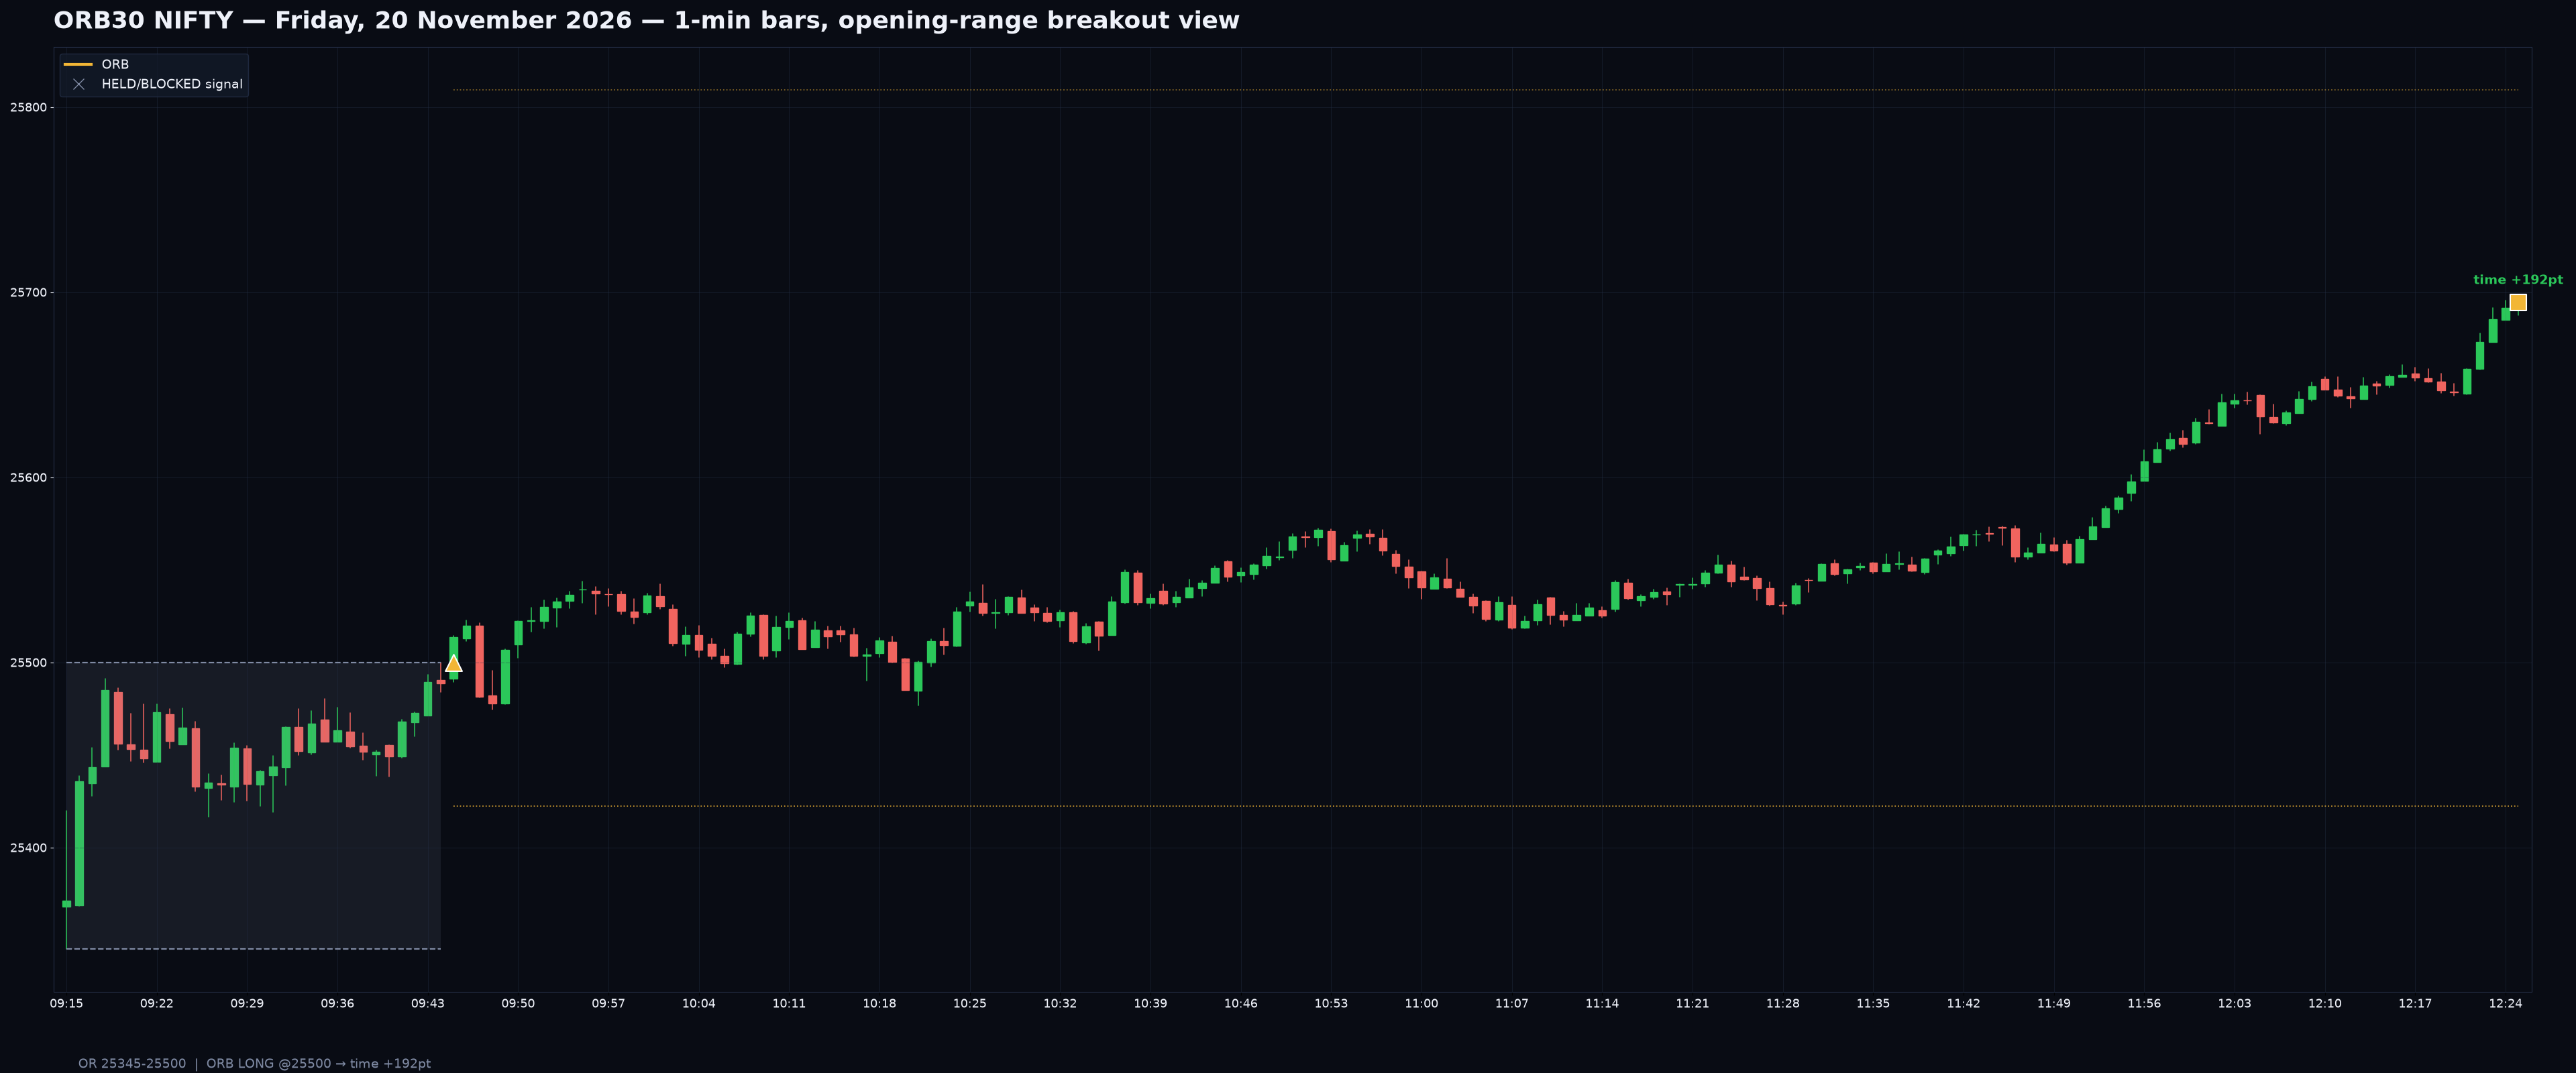 ORB30 NIFTY — Friday, 20 November 2026 — 1-min bars, opening-range breakout view
ORB
HELD/BLOCKED signal
25800
25700
time +192pt
25600
25500
25400
09:15 09:22 09:29 09:36 09:43 09:50 09:57 10:04 10:11 10:18 10:25 10:32 10:39 10:46 10:53 11:00 11:07 11:14 11:21 11:28 11:35 11:42 11:49 11:56 12:03 12:10 12:17 12:24
OR 25345-25500 | ORB LONG @25500 → time +192pt